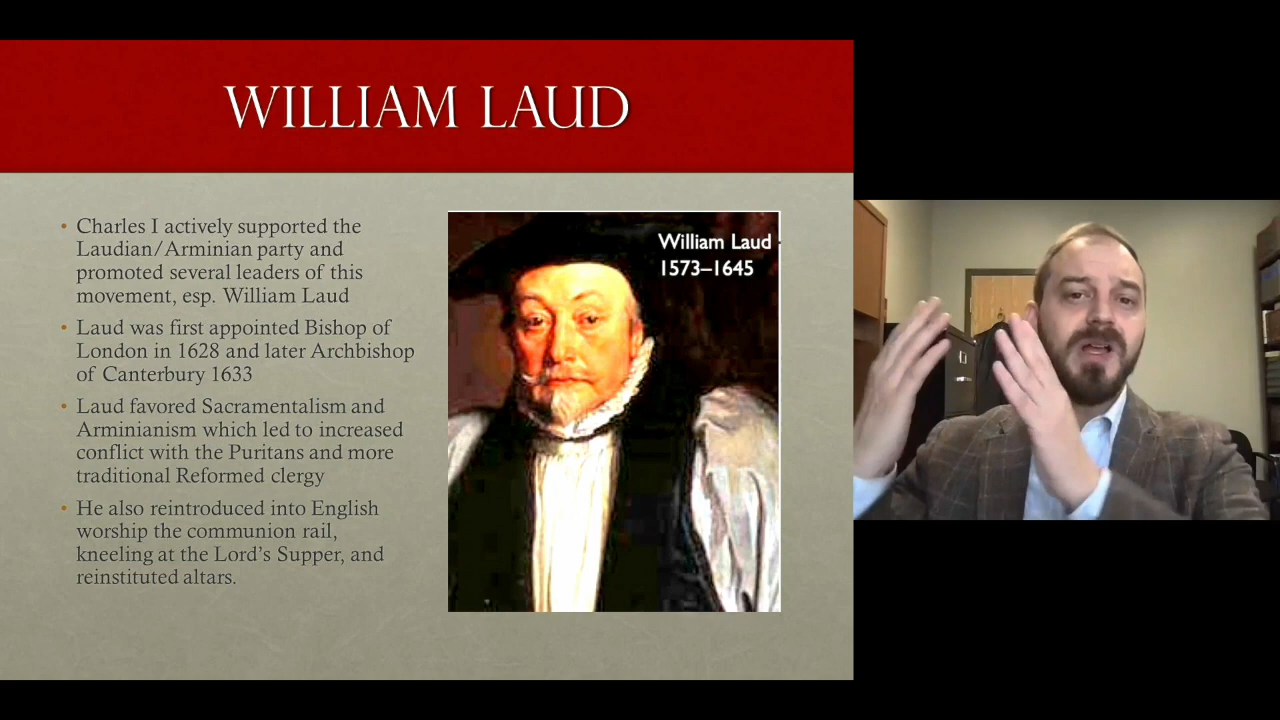 WILLIAM LAUD
• Charles I actively supported the
Laudian/Arminian party and
promoted several leaders of this
movement, esp. William Laud
• Laud was first appointed Bishop of
London in 1628 and later Archbishop
of Canterbury 1633
• Laud favored Sacramentalism and
Arminianism which led to increased
conflict with the Puritans and more
traditional Reformed clergy
• He also reintroduced into English
worship the communion rail,
kneeling at the Lord's Supper, and
reinstituted altars.
William Laud
1573–1645